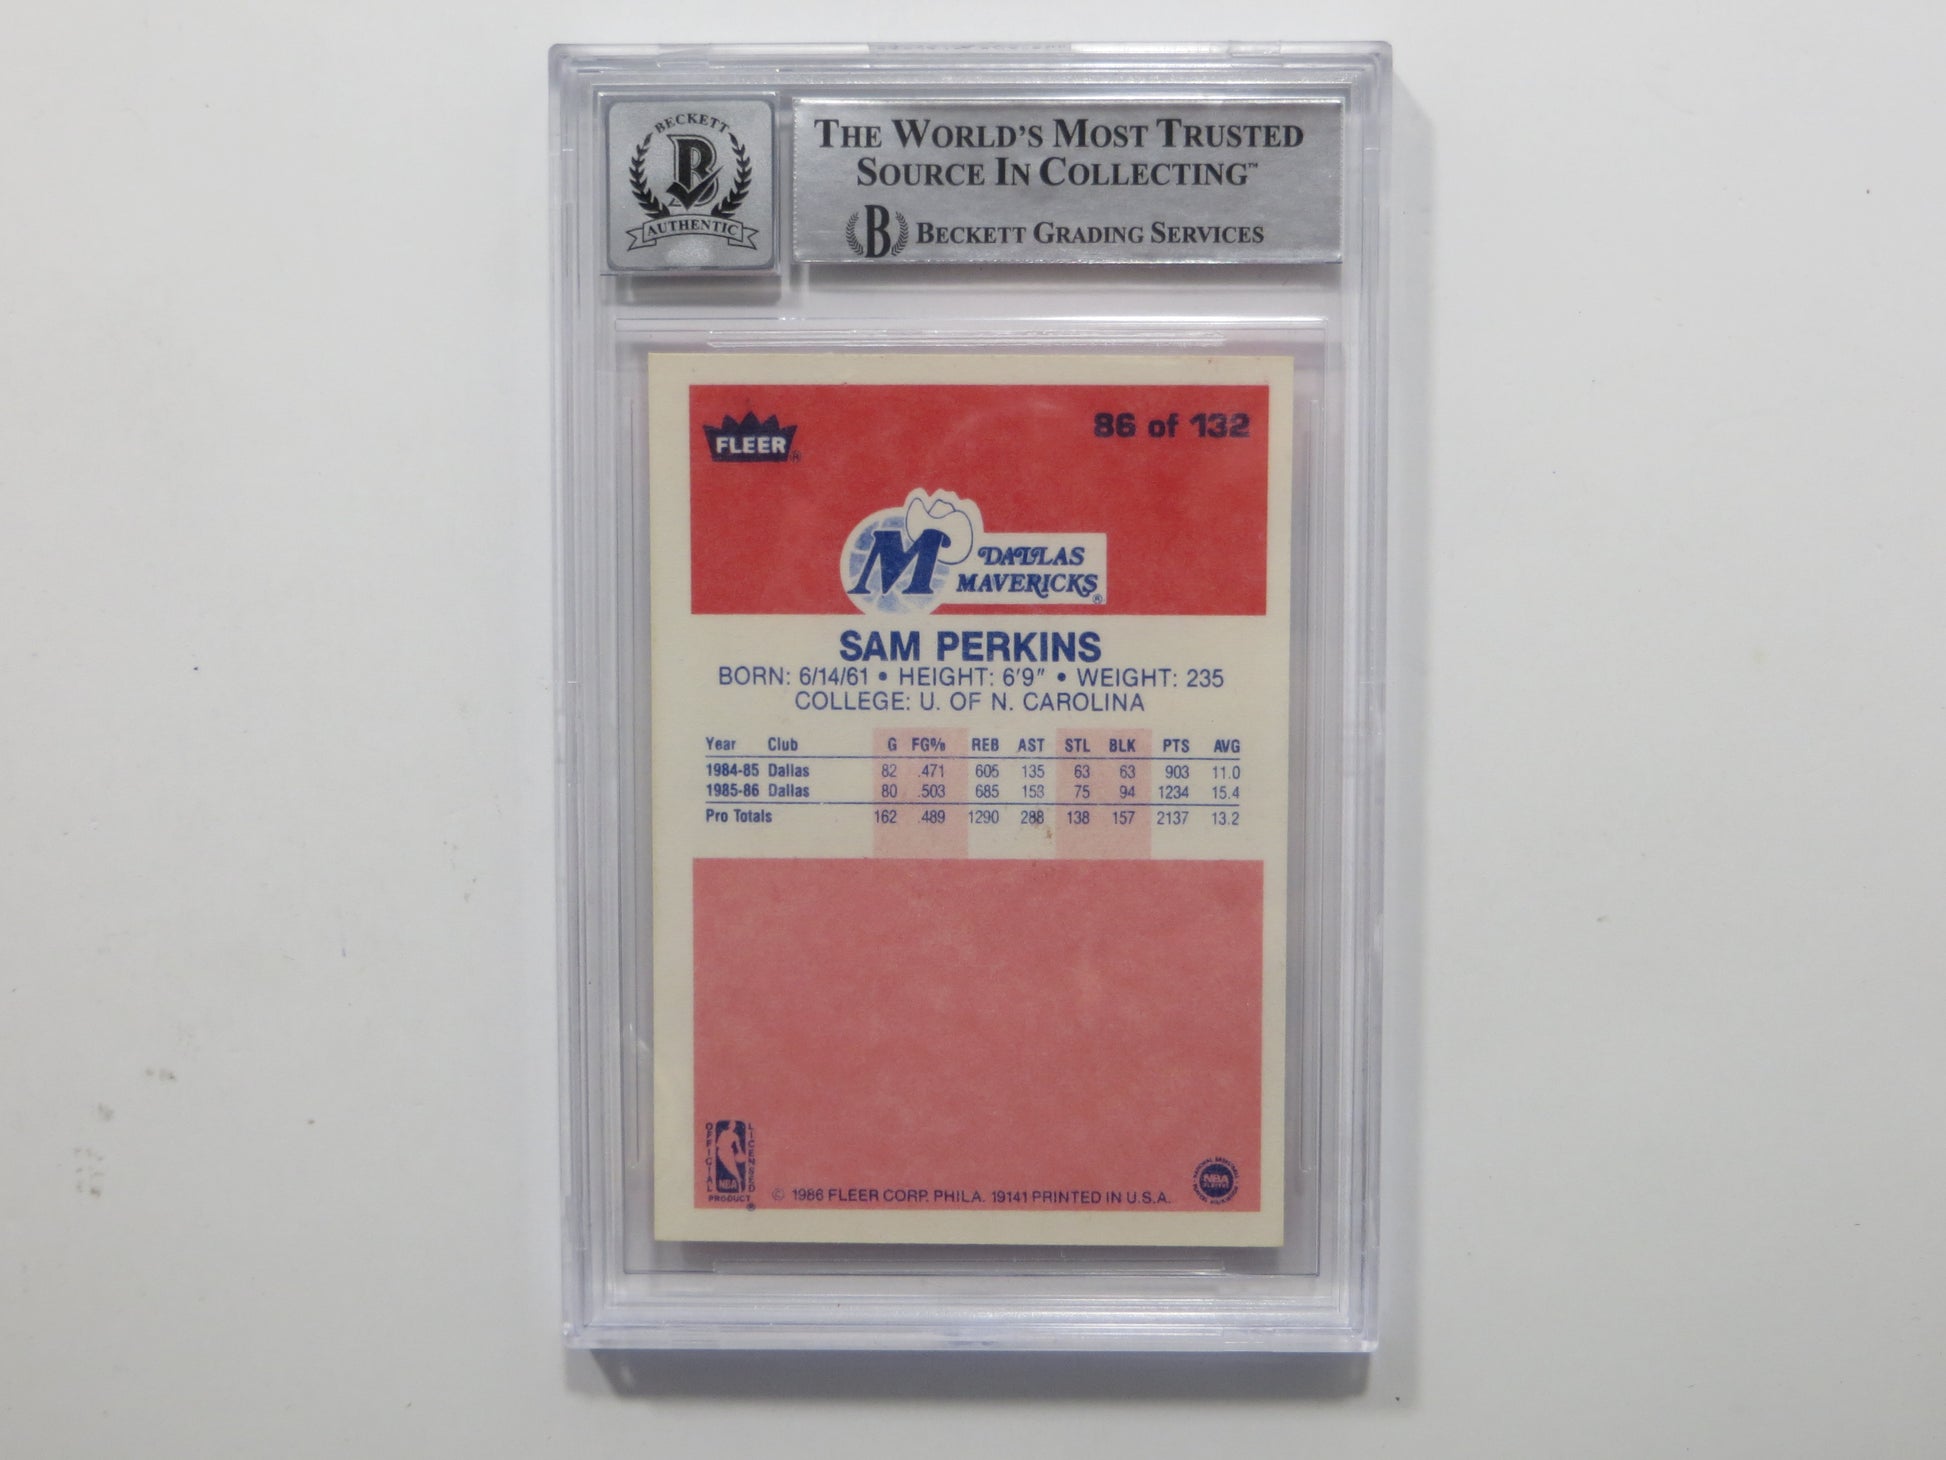 BECKETT
AUTHENTIC
THE WORLD'S MOST TRUSTED
SOURCE IN COLLECTING™
B BECKETT GRADING SERVICES
FLEER®
86 of 132
M DALLAS
MAVERICKS®
SAM PERKINS
BORN: 6/14/61 • HEIGHT: 6'9" • WEIGHT: 235
COLLEGE: U. OF N. CAROLINA
Year Club G FG% REB AST STL BLK PTS AVG
1984-85 Dallas 82 .471 605 135 63 63 903 11.0
1985-86 Dallas 80 .503 685 153 75 94 1234 15.4
Pro Totals 162 .489 1290 288 138 157 2137 13.2
OFFICIAL NBA LICENSED
PRODUCT ®
© 1986 FLEER CORP. PHILA. 19141 PRINTED IN U.S.A.
NBA